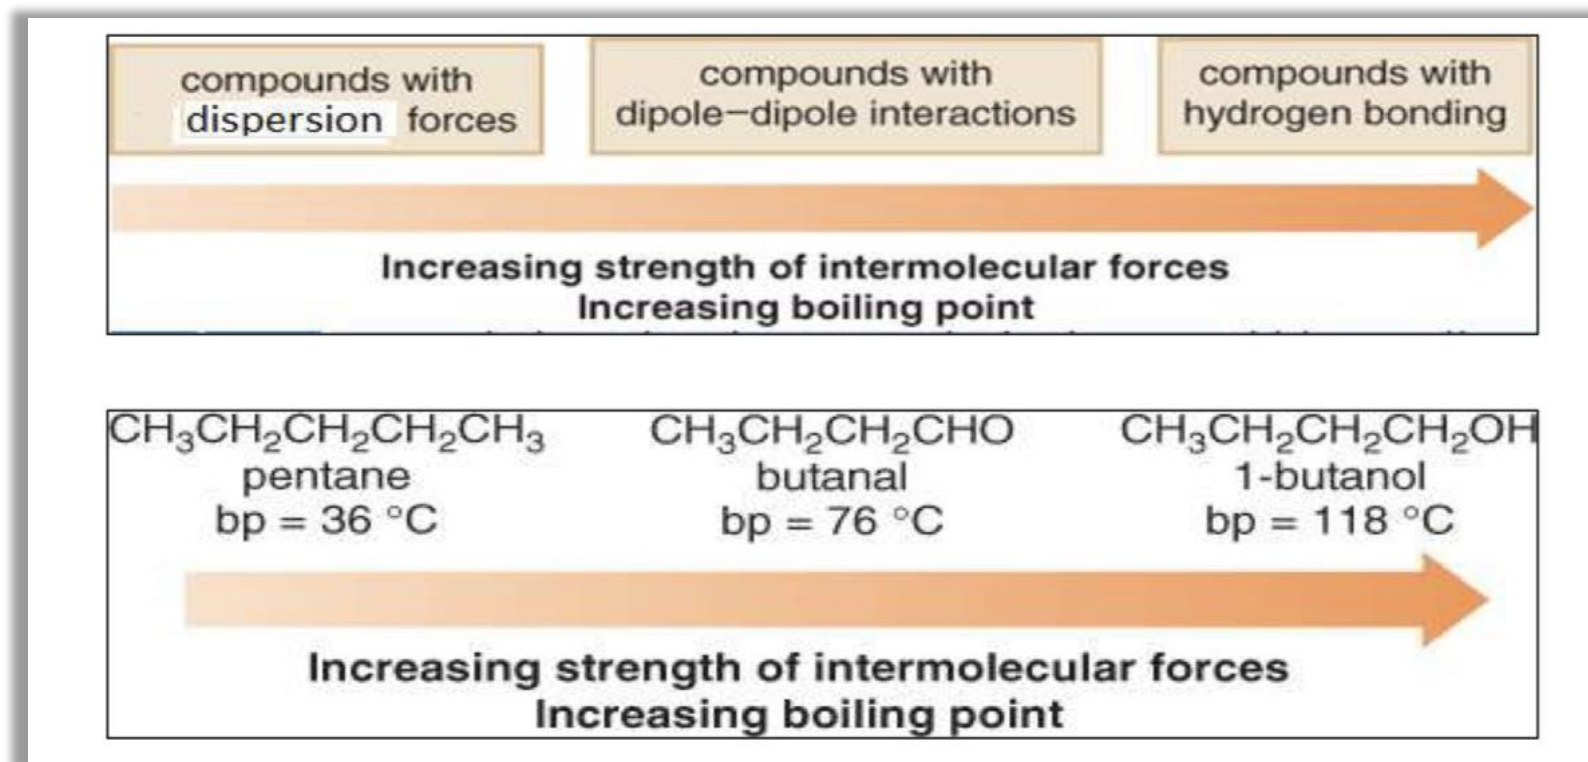 compounds with
dispersion forces
compounds with
dipole–dipole interactions
compounds with
hydrogen bonding
Increasing strength of intermolecular forces
Increasing boiling point
CH₃CH₂CH₂CH₂CH₃
pentane
bp = 36 °C
CH₃CH₂CH₂CHO
butanal
bp = 76 °C
CH₃CH₂CH₂CH₂OH
1-butanol
bp = 118 °C
Increasing strength of intermolecular forces
Increasing boiling point